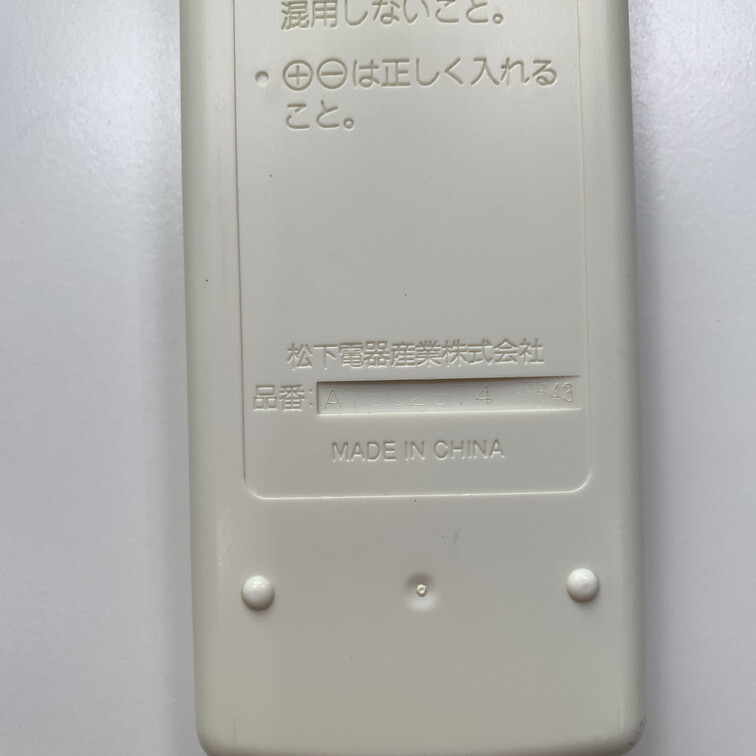 混用しないこと。
• ⊕⊖は正しく入れる
こと。
松下電器産業株式会社
品番:
MADE IN CHINA